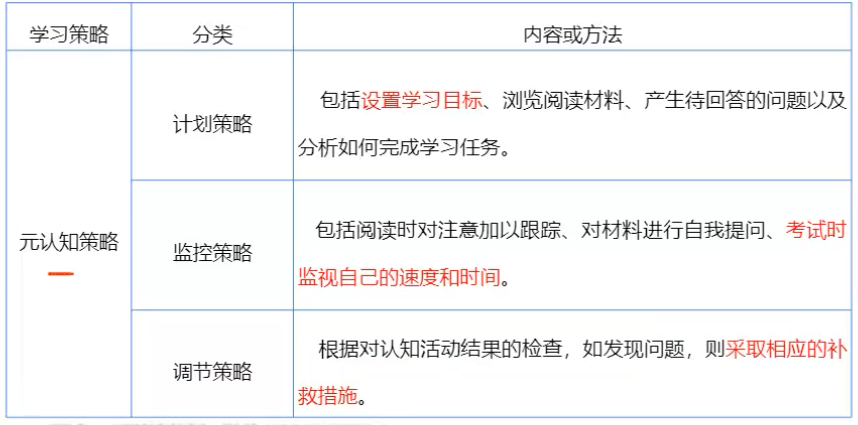 学习策略 分类 内容或方法
包括设置学习目标、浏览阅读材料、产生待回答的问题以及
计划策略
分析如何完成学习任务。
包括阅读时对注意加以跟踪、对材料进行自我提问、考试时
元认知策略
监控策略
监视自己的速度和时间。
根据对认知活动结果的检查，如发现问题，则采取相应的补
调节策略
救措施。